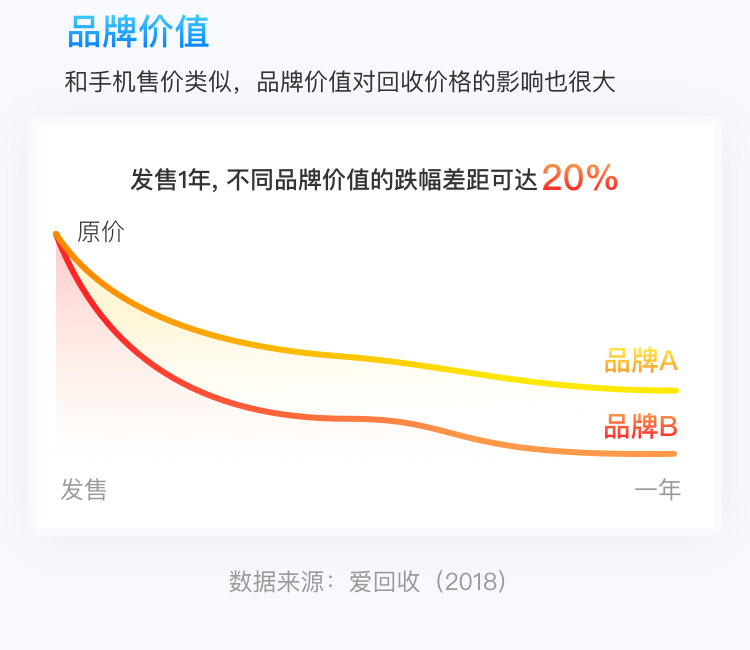 品牌价值
和手机售价类似，品牌价值对回收价格的影响也很大
发售1年, 不同品牌价值的跌幅差距可达20%
原价
品牌A
品牌B
发售 一年
数据来源：爱回收（2018）